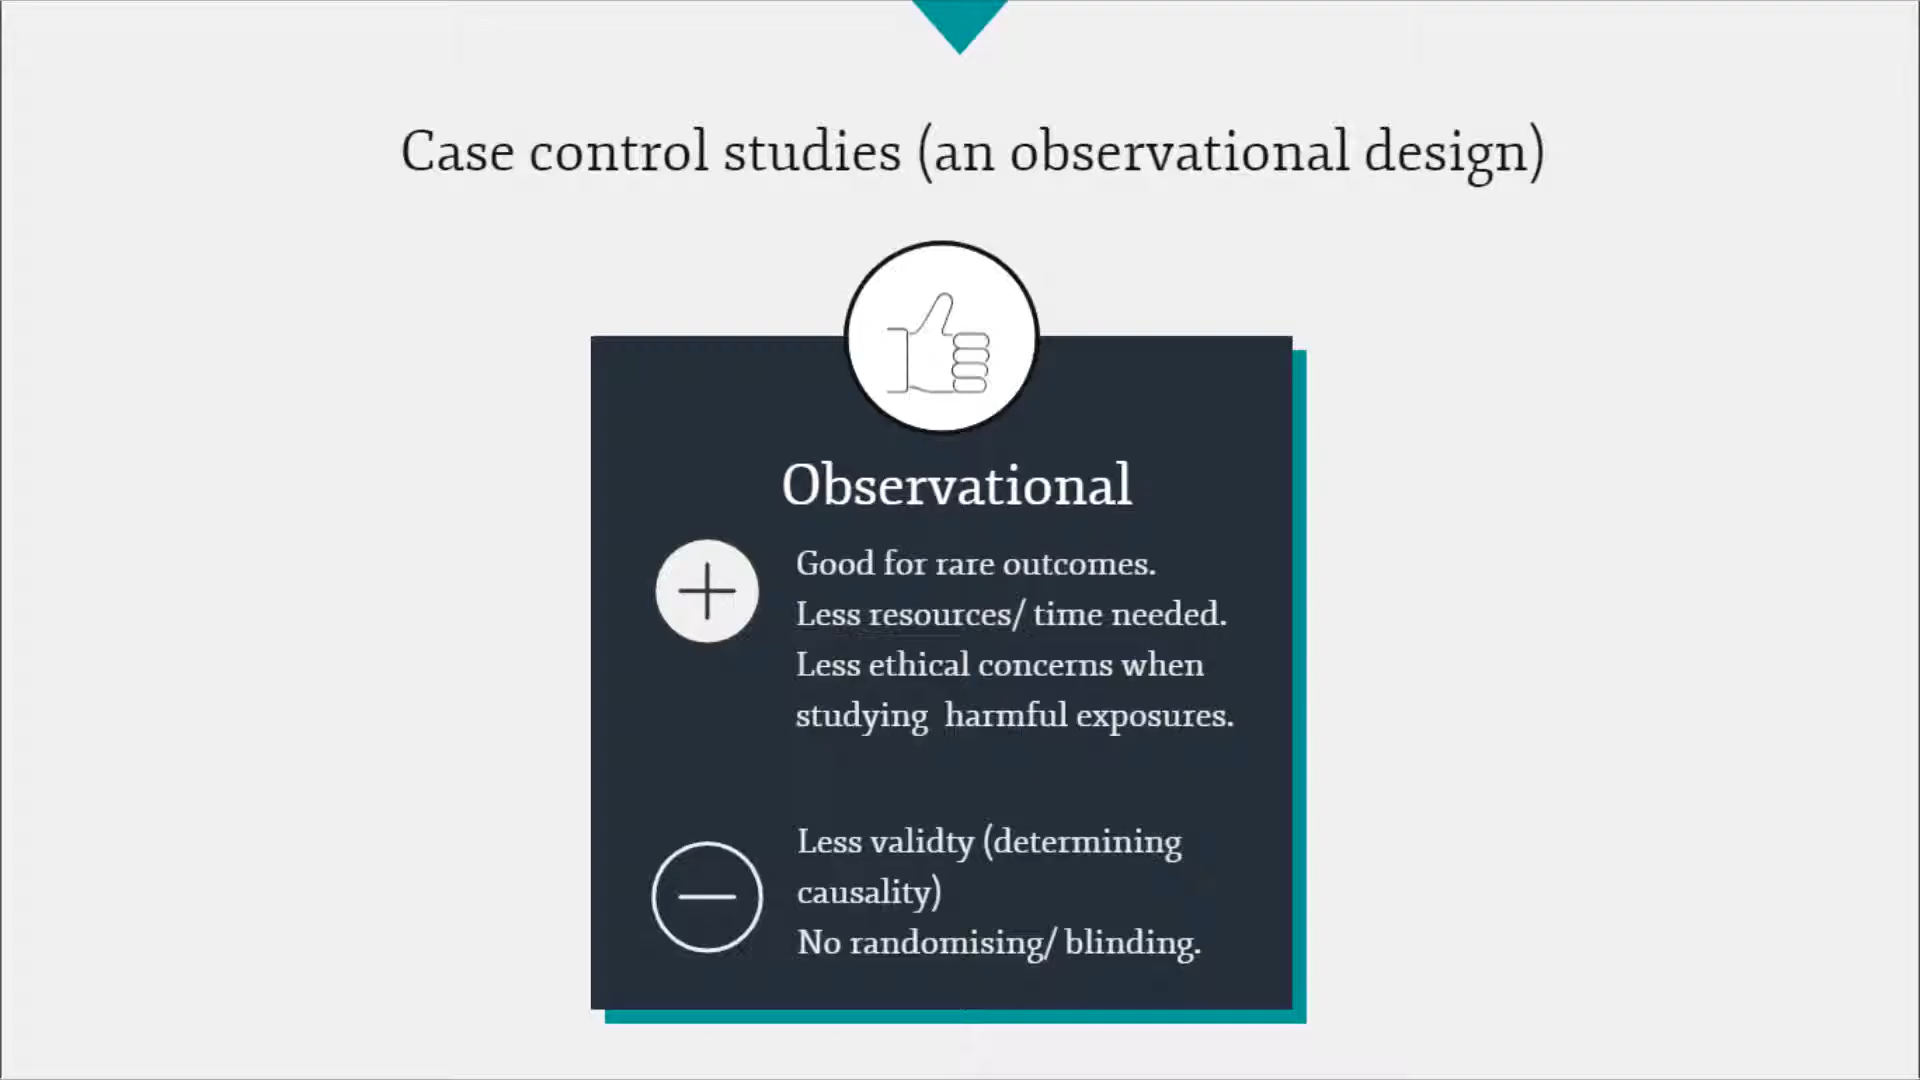 Case control studies (an observational design)
Observational
Good for rare outcomes.
Less resources/ time needed.
Less ethical concerns when
studying  harmful exposures.
Less validty (determining
causality)
No randomising/ blinding.